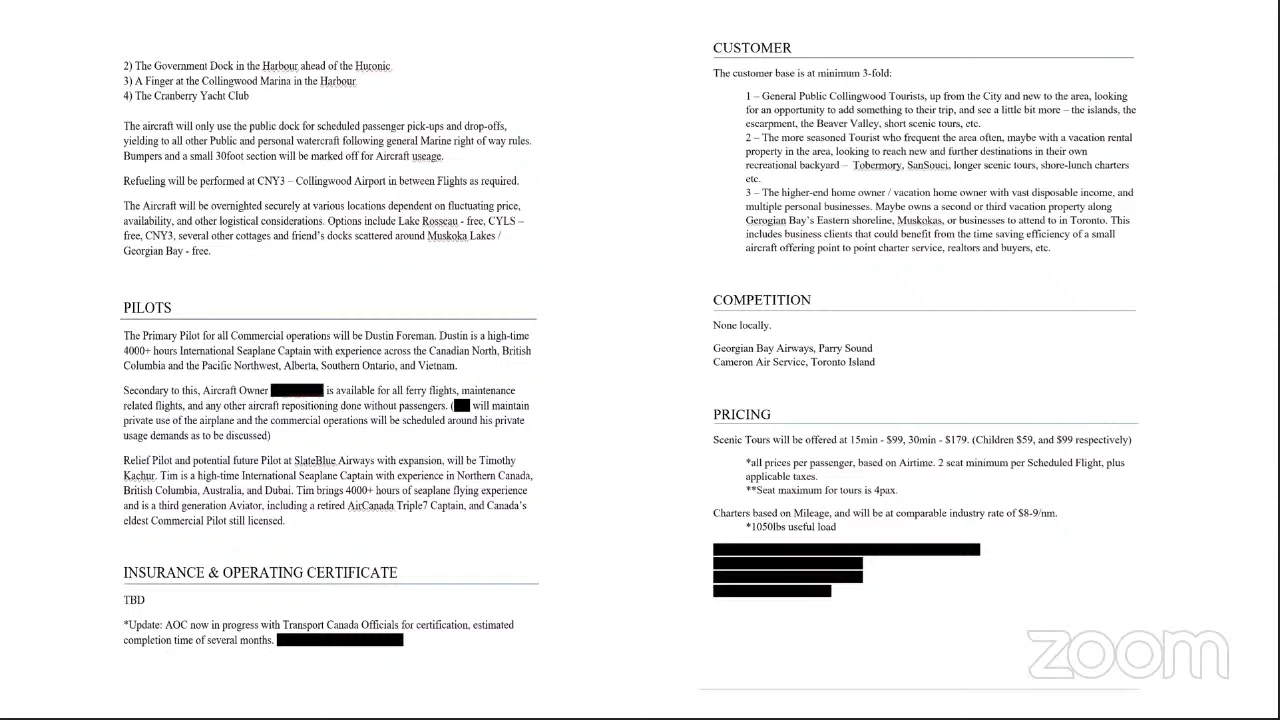 2) The Government Dock in the Harbour ahead of the Huronic
3) A Finger at the Collingwood Marina in the Harbour
4) The Cranberry Yacht Club
The aircraft will only use the public dock for scheduled passenger pick-ups and drop-offs,
yielding to all other Public and personal watercraft following general Marine right of way rules.
Bumpers and a small 30foot section will be marked off for Aircraft useage.
Refueling will be performed at CNY3 – Collingwood Airport in between Flights as required.
The Aircraft will be overnighted securely at various locations dependent on fluctuating price,
availability, and other logistical considerations. Options include Lake Rosseau - free, CYLS –
free, CNY3, several other cottages and friend's docks scattered around Muskoka Lakes /
Georgian Bay - free.
PILOTS
The Primary Pilot for all Commercial operations will be Dustin Foreman. Dustin is a high-time
4000+ hours International Seaplane Captain with experience across the Canadian North, British
Columbia and the Pacific Northwest, Alberta, Southern Ontario, and Vietnam.
Secondary to this, Aircraft Owner is available for all ferry flights, maintenance
related flights, and any other aircraft repositioning done without passengers. ( will maintain
private use of the airplane and the commercial operations will be scheduled around his private
usage demands as to be discussed)
Relief Pilot and potential future Pilot at SlateBlue Airways with expansion, will be Timothy
Kachur. Tim is a high-time International Seaplane Captain with experience in Northern Canada,
British Columbia, Australia, and Dubai. Tim brings 4000+ hours of seaplane flying experience
and is a third generation Aviator, including a retired AirCanada Triple7 Captain, and Canada's
eldest Commercial Pilot still licensed.
INSURANCE & OPERATING CERTIFICATE
TBD
*Update: AOC now in progress with Transport Canada Officials for certification, estimated
completion time of several months.
CUSTOMER
The customer base is at minimum 3-fold:
1 – General Public Collingwood Tourists, up from the City and new to the area, looking
for an opportunity to add something to their trip, and see a little bit more – the islands, the
escarpment, the Beaver Valley, short scenic tours, etc.
2 – The more seasoned Tourist who frequent the area often, maybe with a vacation rental
property in the area, looking to reach new and further destinations in their own
recreational backyard – Tobermory, SanSouci, longer scenic tours, shore-lunch charters
etc.
3 – The higher-end home owner / vacation home owner with vast disposable income, and
multiple personal businesses. Maybe owns a second or third vacation property along
Gerogian Bay's Eastern shoreline, Muskokas, or businesses to attend to in Toronto. This
includes business clients that could benefit from the time saving efficiency of a small
aircraft offering point to point charter service, realtors and buyers, etc.
COMPETITION
None locally.
Georgian Bay Airways, Parry Sound
Cameron Air Service, Toronto Island
PRICING
Scenic Tours will be offered at 15min - $99, 30min - $179. (Children $59, and $99 respectively)
*all prices per passenger, based on Airtime. 2 seat minimum per Scheduled Flight, plus
applicable taxes.
**Seat maximum for tours is 4pax.
Charters based on Mileage, and will be at comparable industry rate of $8-9/nm.
*1050lbs useful load
zoom